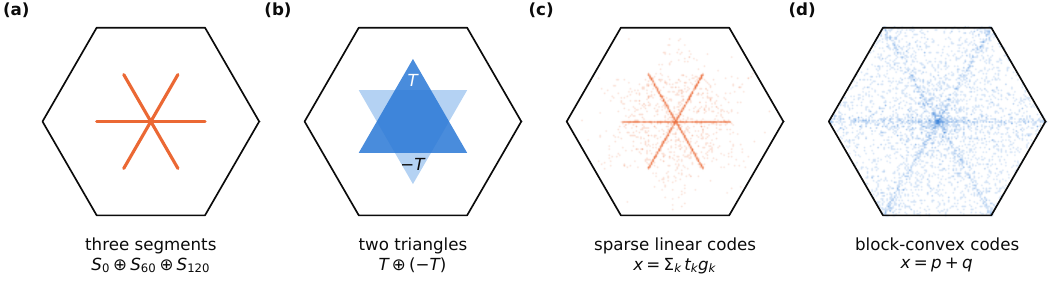 (a)
(b)
(c)
(d)
T
−T
three segments
S₀ ⊕ S₆₀ ⊕ S₁₂₀
two triangles
T ⊕ (−T)
sparse linear codes
x = Σₖ tₖgₖ
block-convex codes
x = p + q